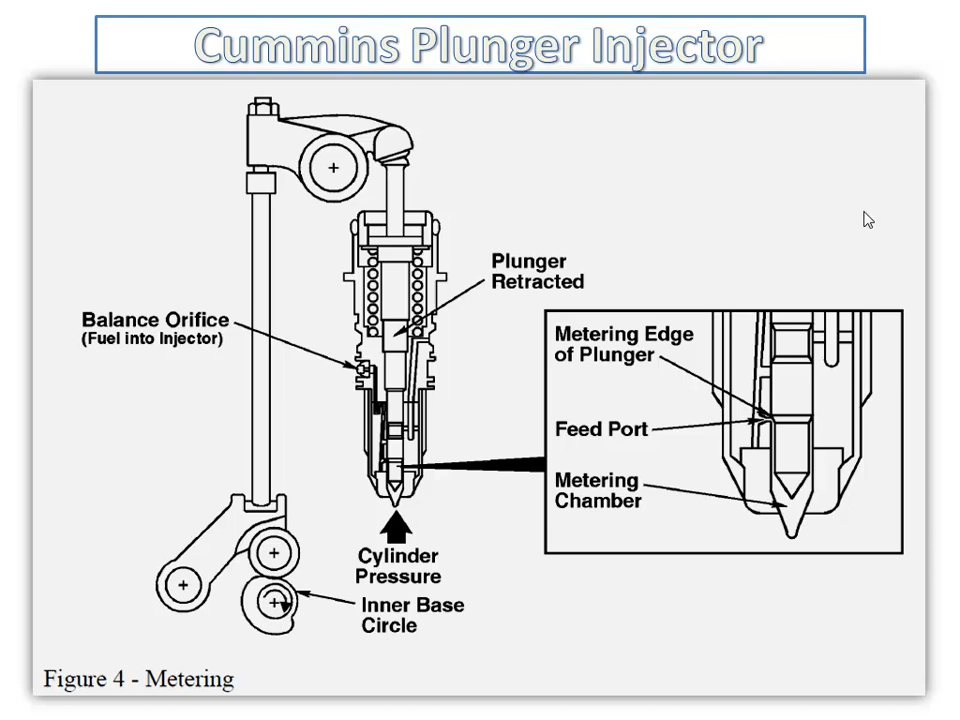 Cummins Plunger Injector
Plunger
Retracted
Balance Orifice
(Fuel into Injector)
Metering Edge
of Plunger
Feed Port
Metering
Chamber
Cylinder
Pressure
Inner Base
Circle
Figure 4 - Metering